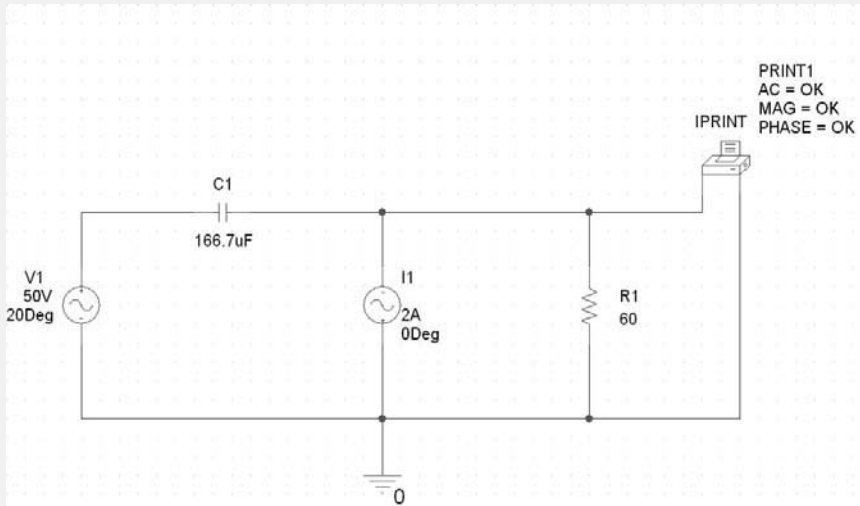 PRINT1
AC = OK
MAG = OK
PHASE = OK
IPRINT
C1
166.7uF
V1
50V
20Deg
I1
2A
0Deg
R1
60
0